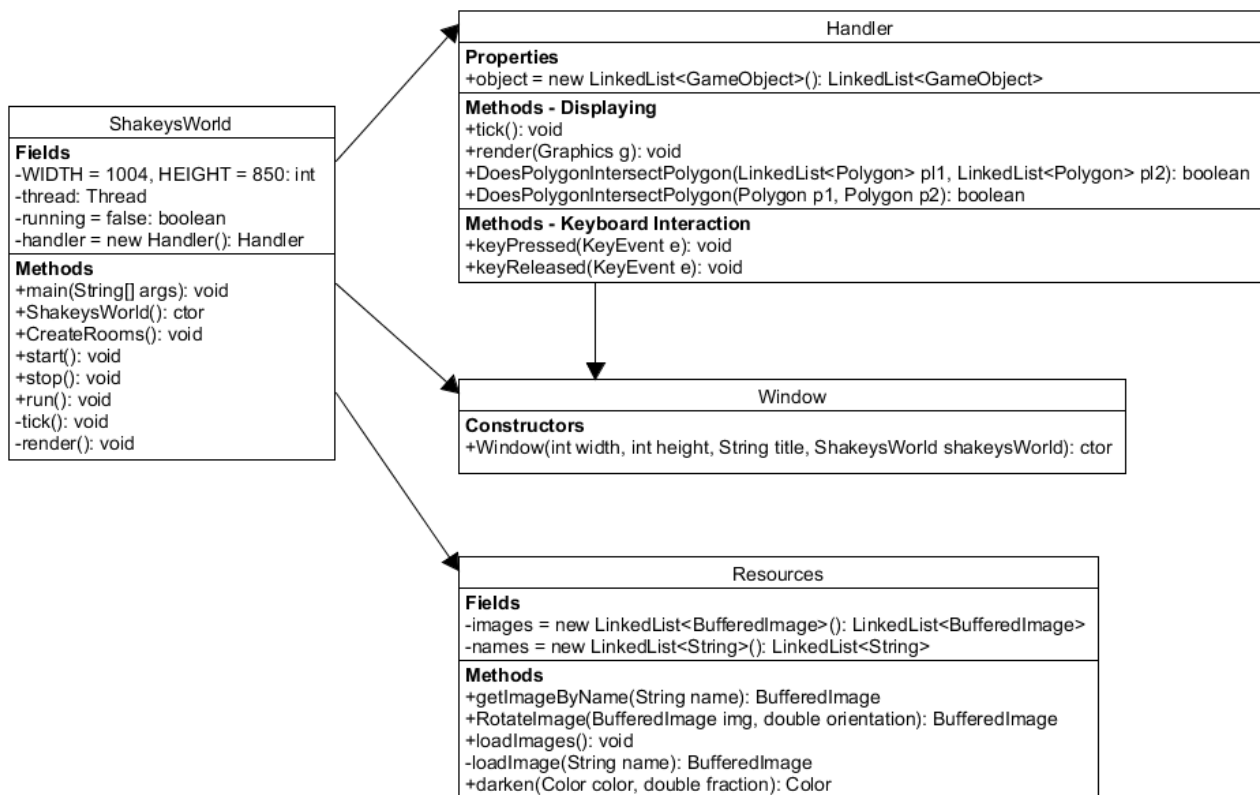 ShakeysWorld
Fields
-WIDTH = 1004, HEIGHT = 850: int
-thread: Thread
-running = false: boolean
-handler = new Handler(): Handler
Methods
+main(String[] args): void
+ShakeysWorld(): ctor
+CreateRooms(): void
+start(): void
+stop(): void
+run(): void
-tick(): void
-render(): void
Handler
Properties
+object = new LinkedList<GameObject>(): LinkedList<GameObject>
Methods - Displaying
+tick(): void
+render(Graphics g): void
+DoesPolygonIntersectPolygon(LinkedList<Polygon> pl1, LinkedList<Polygon> pl2): boolean
+DoesPolygonIntersectPolygon(Polygon p1, Polygon p2): boolean
Methods - Keyboard Interaction
+keyPressed(KeyEvent e): void
+keyReleased(KeyEvent e): void
Window
Constructors
+Window(int width, int height, String title, ShakeysWorld shakeysWorld): ctor
Resources
Fields
-images = new LinkedList<BufferedImage>(): LinkedList<BufferedImage>
-names = new LinkedList<String>(): LinkedList<String>
Methods
+getImageByName(String name): BufferedImage
+RotateImage(BufferedImage img, double orientation): BufferedImage
+loadImages(): void
-loadImage(String name): BufferedImage
+darken(Color color, double fraction): Color